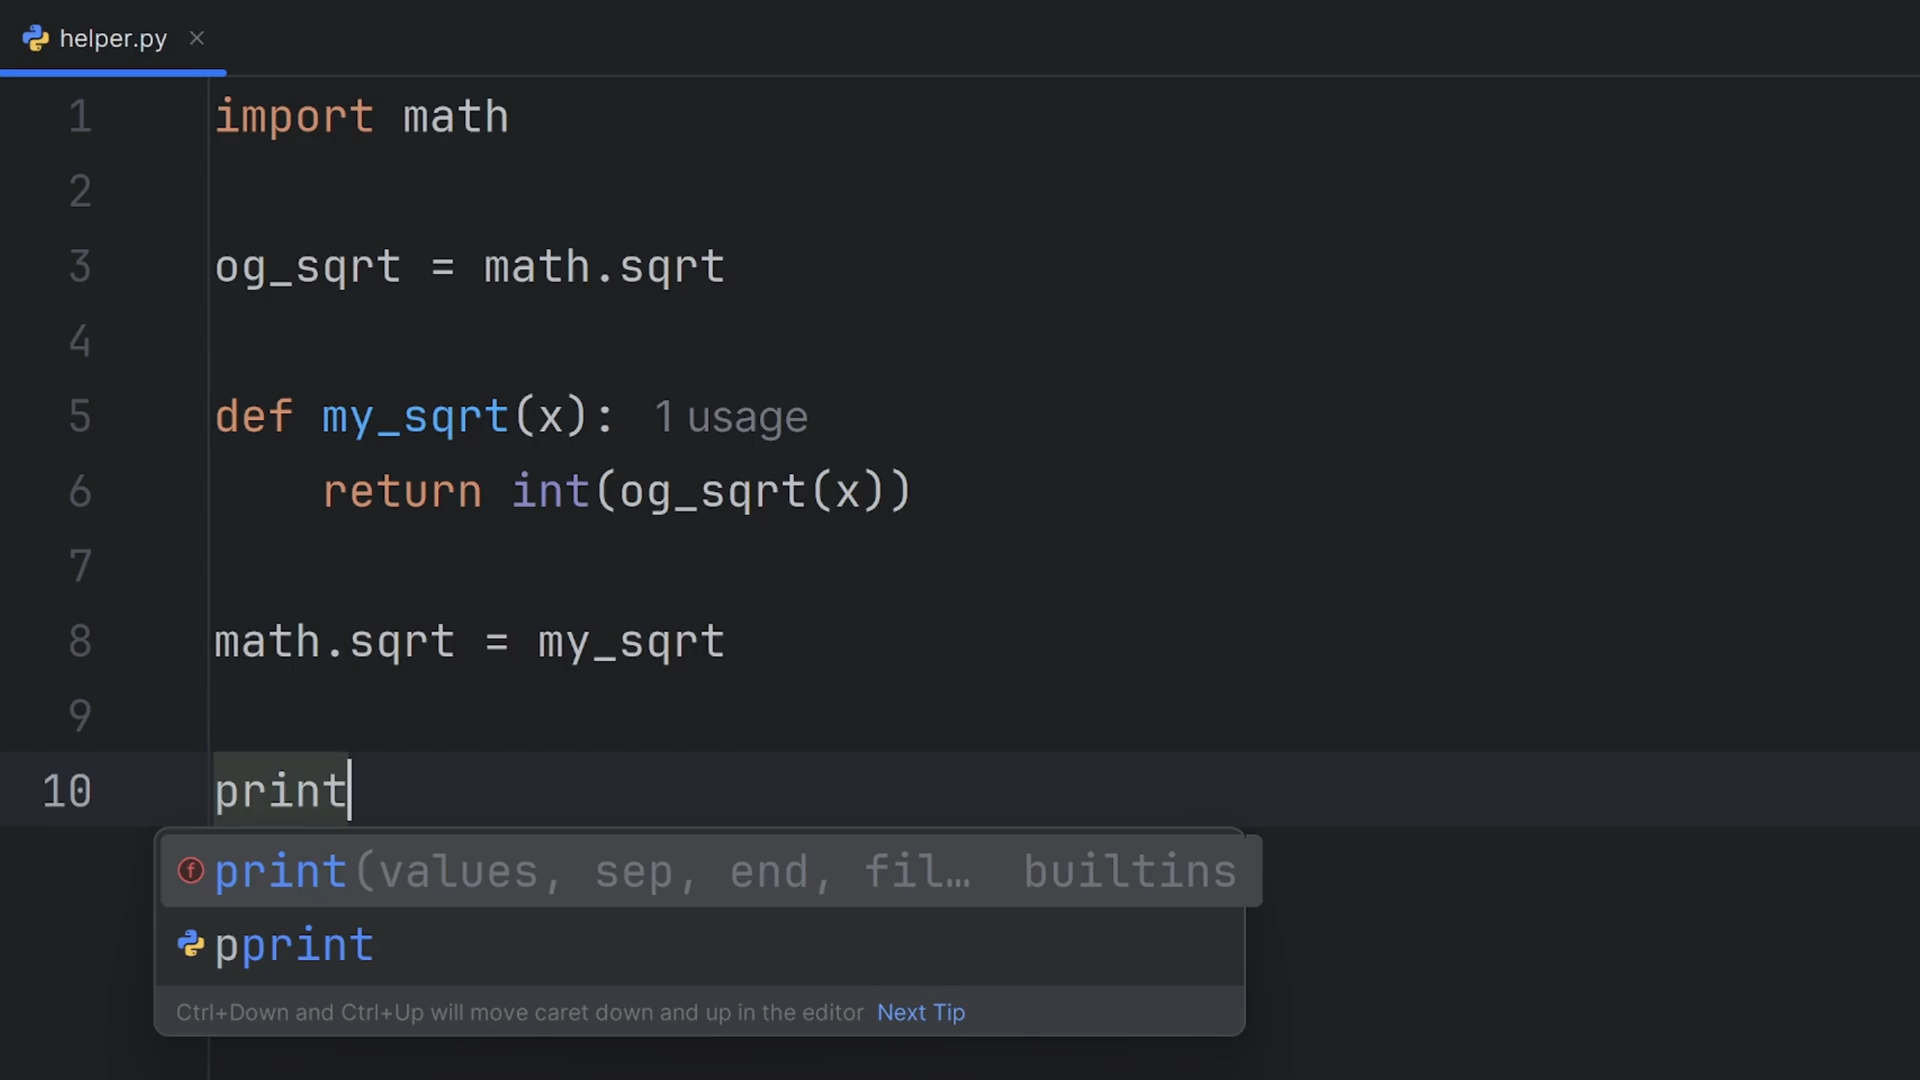 helper.py
1 import math
2
3 og_sqrt = math.sqrt
4
5 def my_sqrt(x): 1 usage
6     return int(og_sqrt(x))
7
8 math.sqrt = my_sqrt
9
10 print
f print(values, sep, end, fil… builtins
pprint
Ctrl+Down and Ctrl+Up will move caret down and up in the editor Next Tip